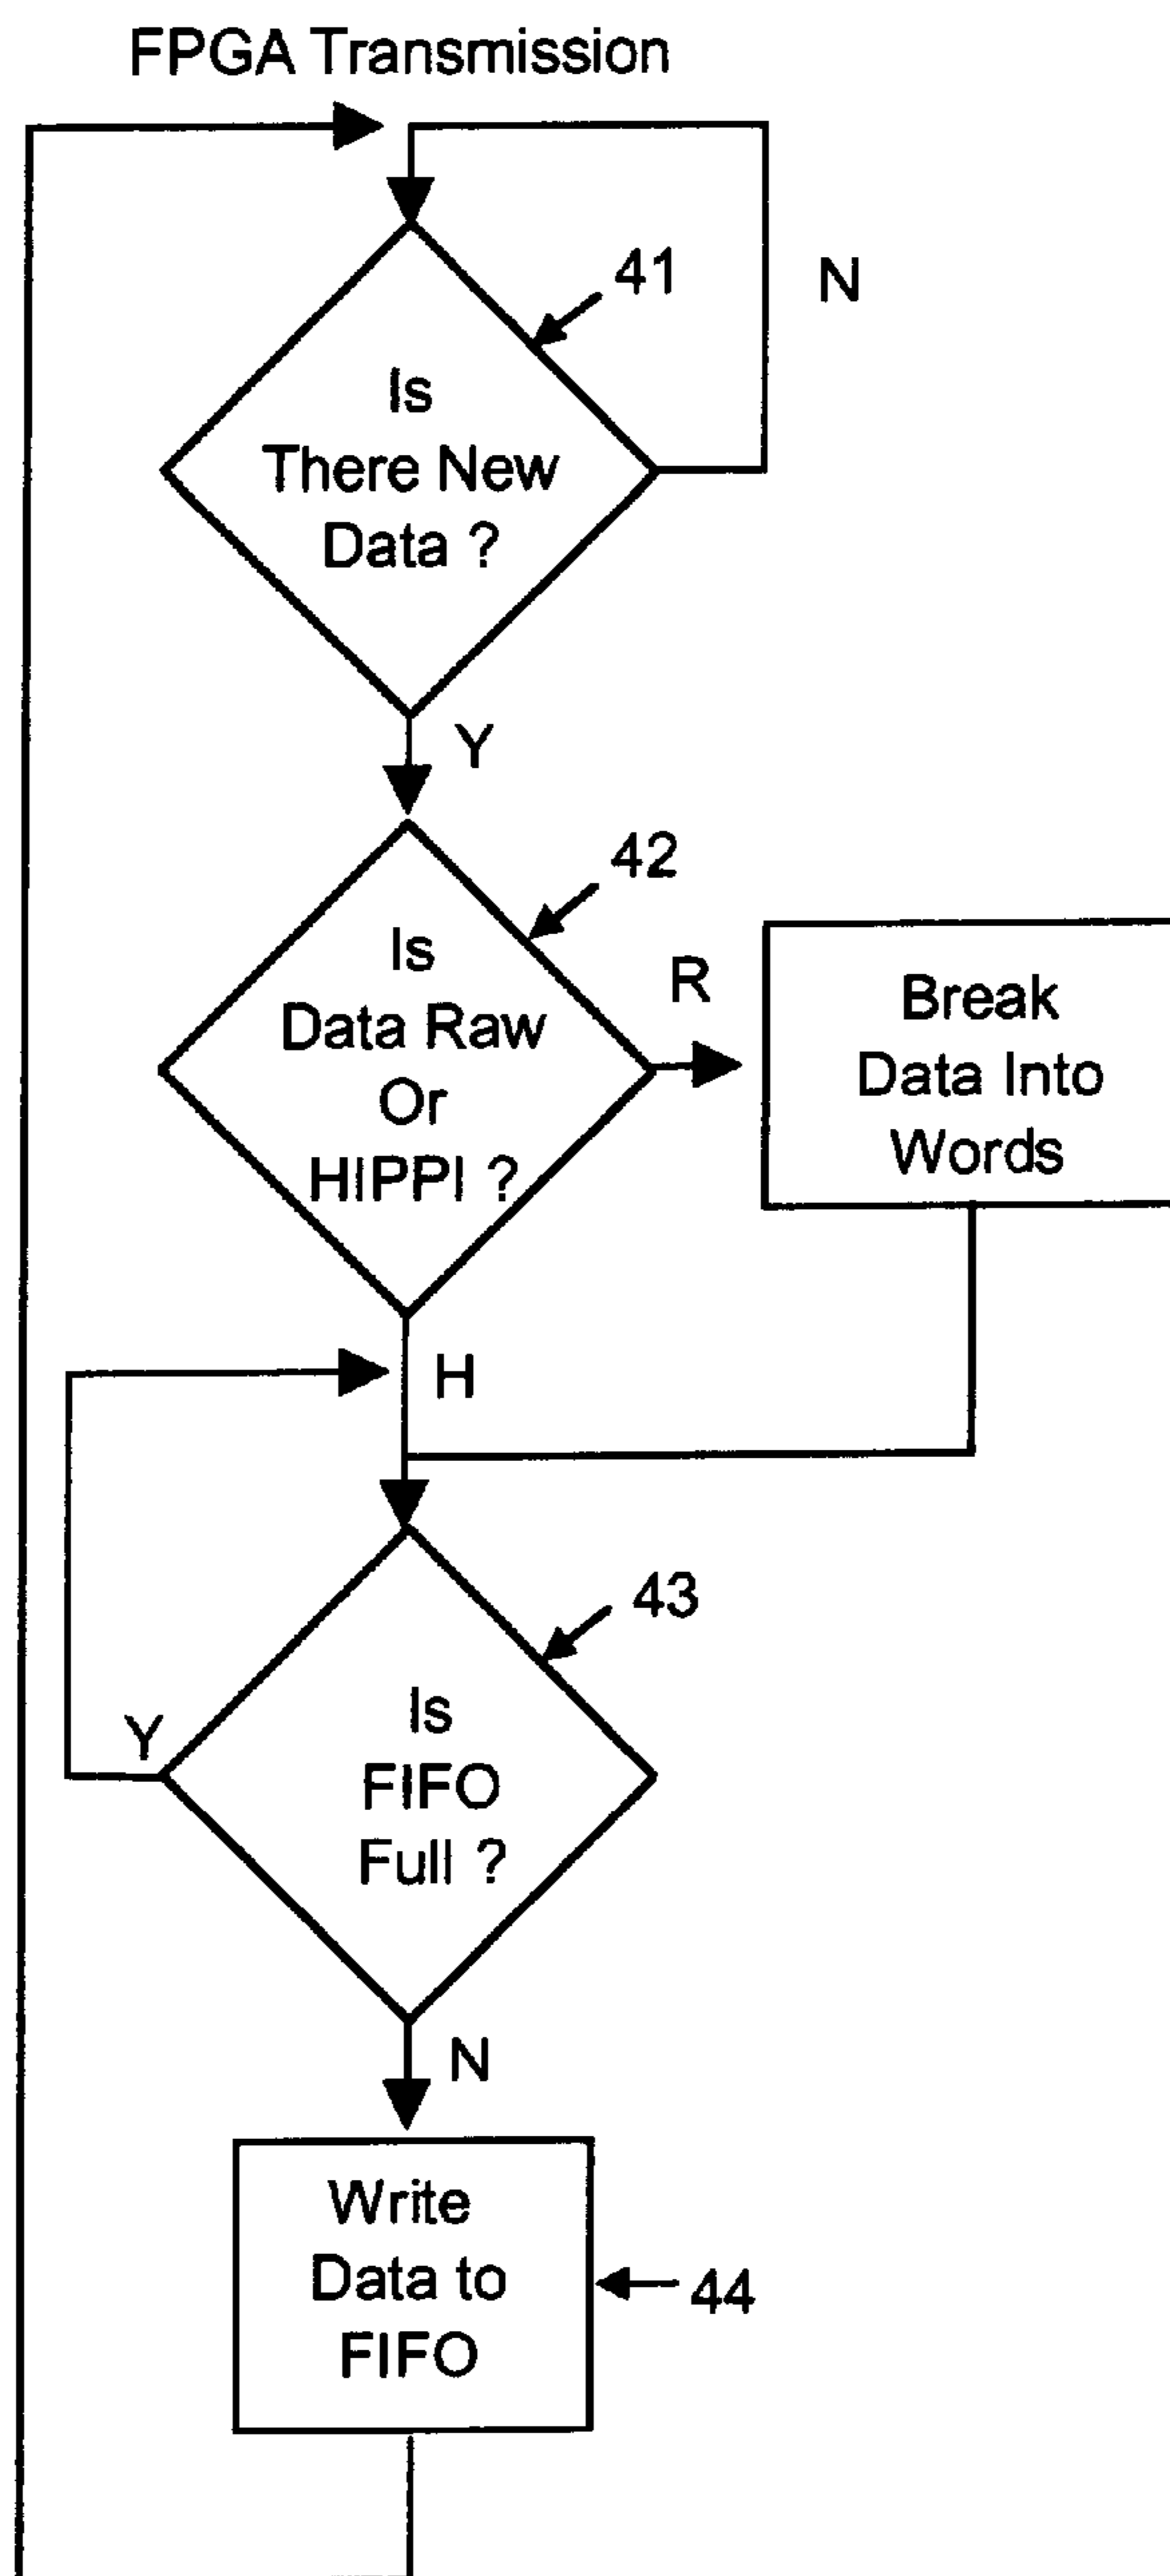 FPGA Transmission
41
N
Is
There New
Data ?
Y
42
Is
Data Raw
Or
HIPPI ?
R
Break
Data Into
Words
H
43
Is
FIFO
Full ?
Y
N
Write
Data to
FIFO
44